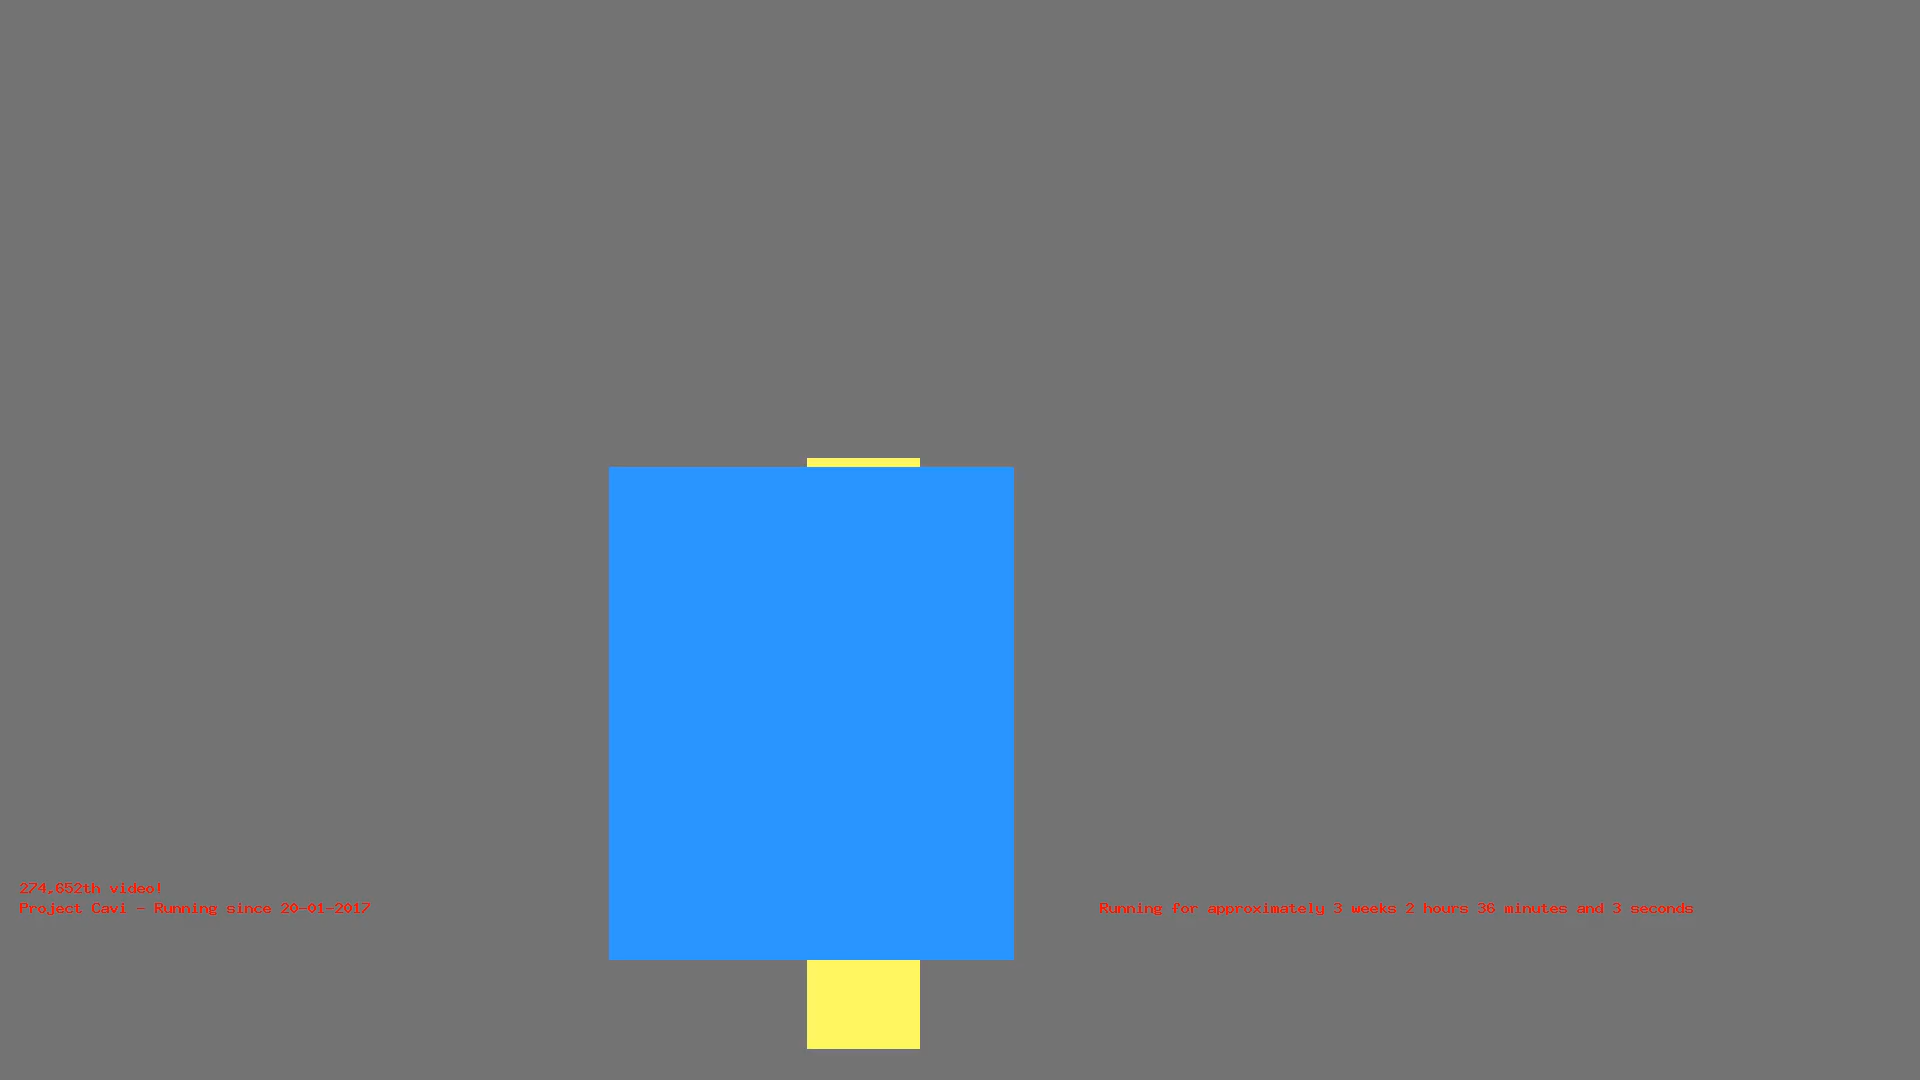 274,652th video!
Project Cavi - Running since 20-01-2017
Running for approximately 3 weeks 2 hours 36 minutes and 3 seconds